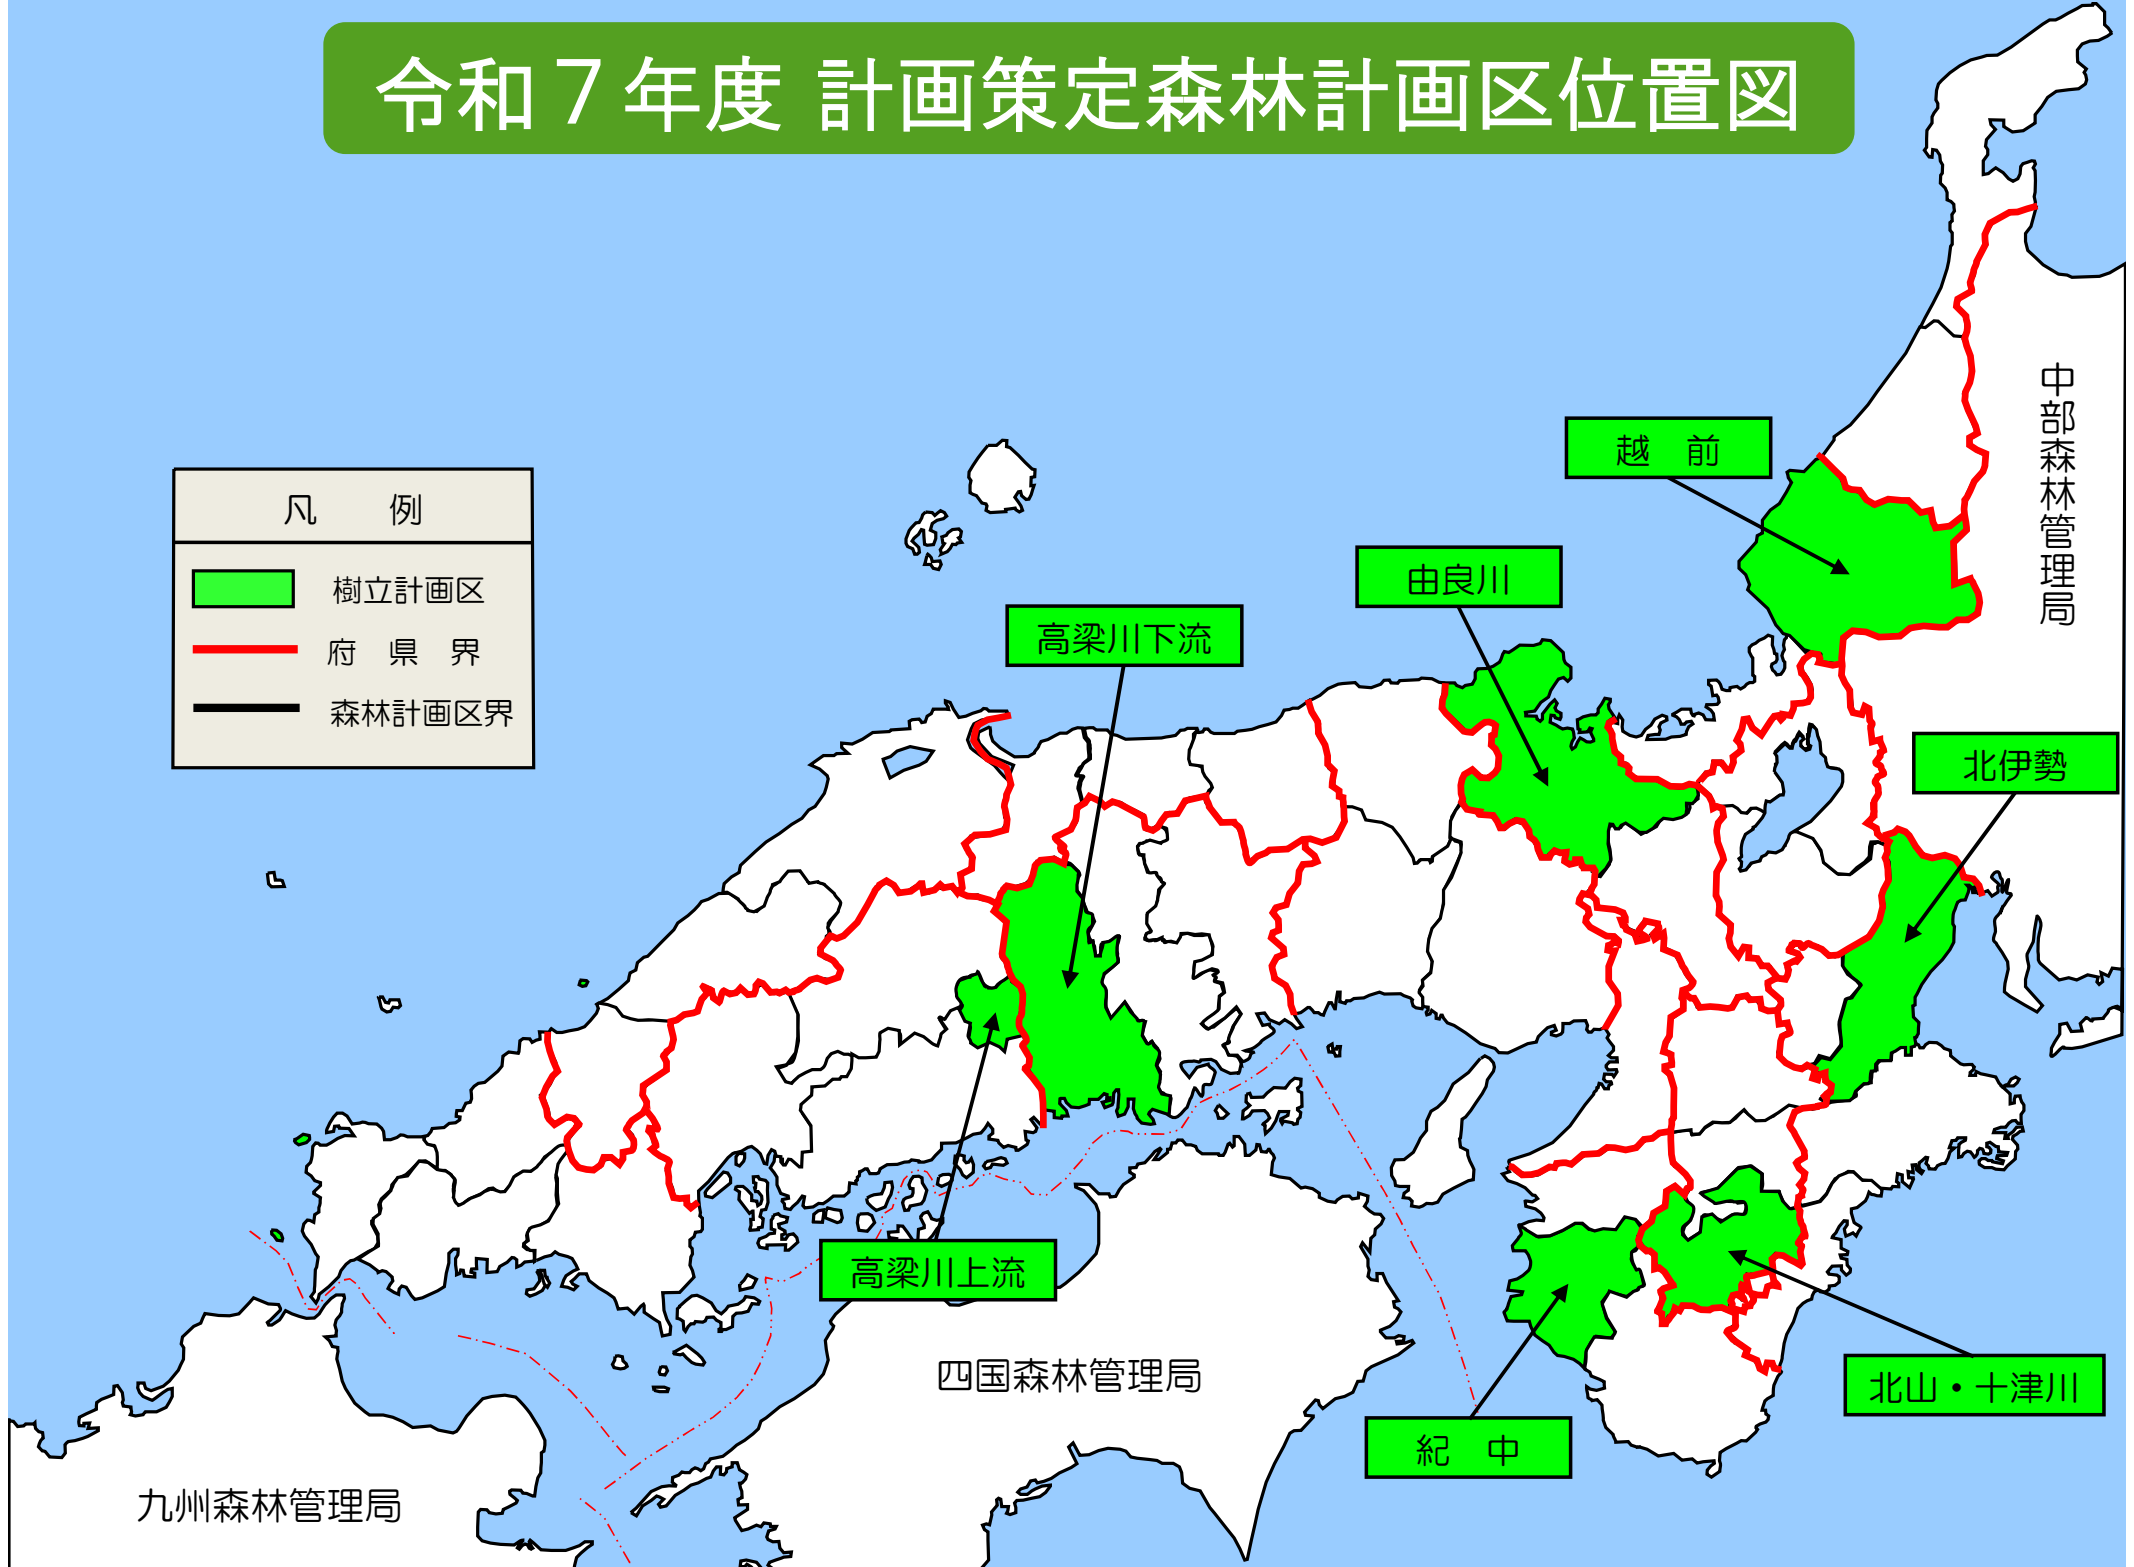 令和７年度 計画策定森林計画区位置図
中部森林管理局
越　前
凡　例
由良川
樹立計画区
高梁川下流
府　県　界
森林計画区界
北伊勢
高梁川上流
四国森林管理局
北山・十津川
紀　中
九州森林管理局